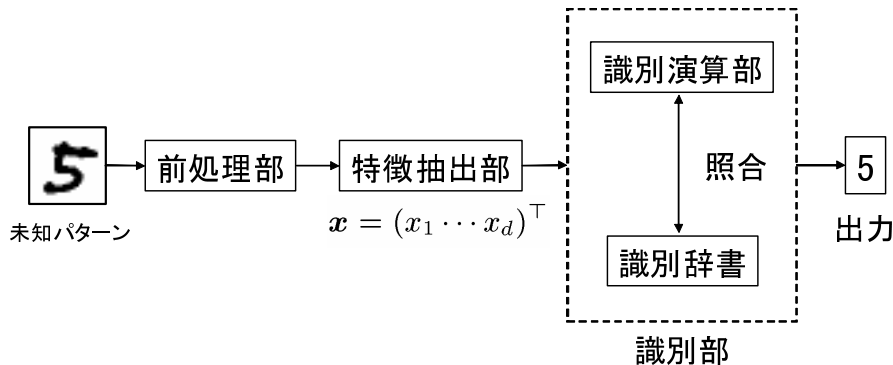 5
未知パターン
前処理部
特徴抽出部
x = (x₁ ⋯ x_d)^⊤
識別演算部
照合
識別辞書
識別部
5
出力